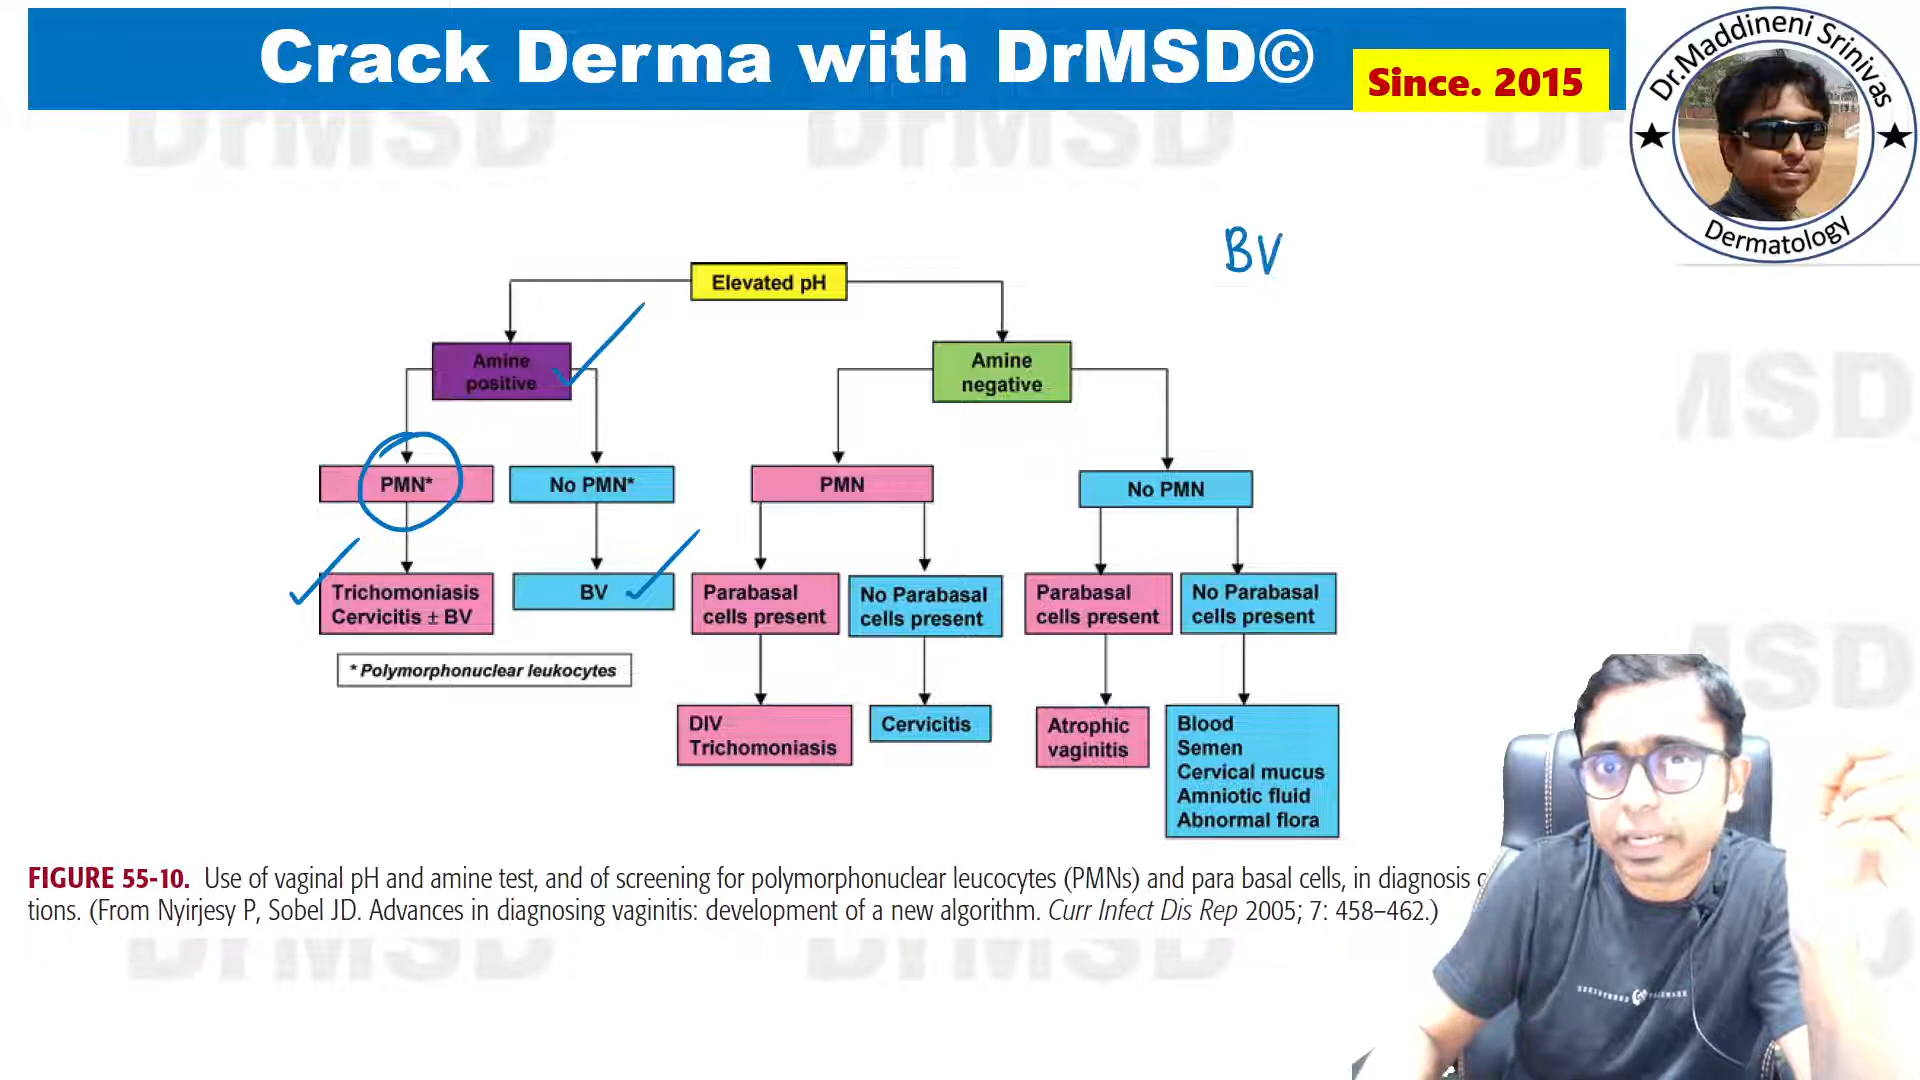 Crack Derma with DrMSD©
Since. 2015
Dr.Maddineni Srinivas
Dermatology
DrMSD
DrMSD
BV
Elevated pH
Amine
positive
Amine
negative
PMN*
No PMN*
PMN
No PMN
Trichomoniasis
Cervicitis ± BV
BV
Parabasal
cells present
No Parabasal
cells present
Parabasal
cells present
No Parabasal
cells present
* Polymorphonuclear leukocytes
DIV
Trichomoniasis
Cervicitis
Atrophic
vaginitis
Blood
Semen
Cervical mucus
Amniotic fluid
Abnormal flora
MSD
FIGURE 55-10. Use of vaginal pH and amine test, and of screening for polymorphonuclear leucocytes (PMNs) and para basal cells, in diagnosis
tions. (From Nyirjesy P, Sobel JD. Advances in diagnosing vaginitis: development of a new algorithm. Curr Infect Dis Rep 2005; 7: 458–462.)
DrMSD
DrMSD